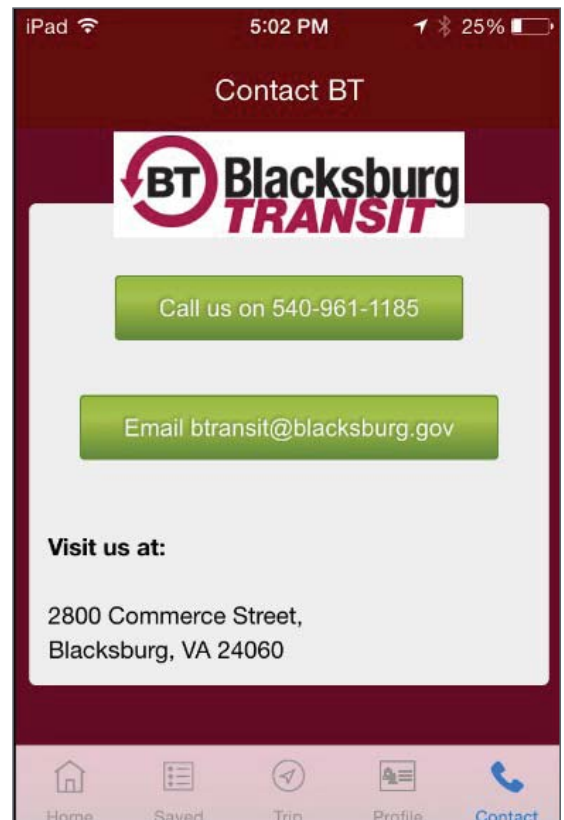 iPad 5:02 PM 25%
Contact BT
BT Blacksburg
TRANSIT
Call us on 540-961-1185
Email btransit@blacksburg.gov
Visit us at:
2800 Commerce Street,
Blacksburg, VA 24060
Home Saved Trip Profile Contact